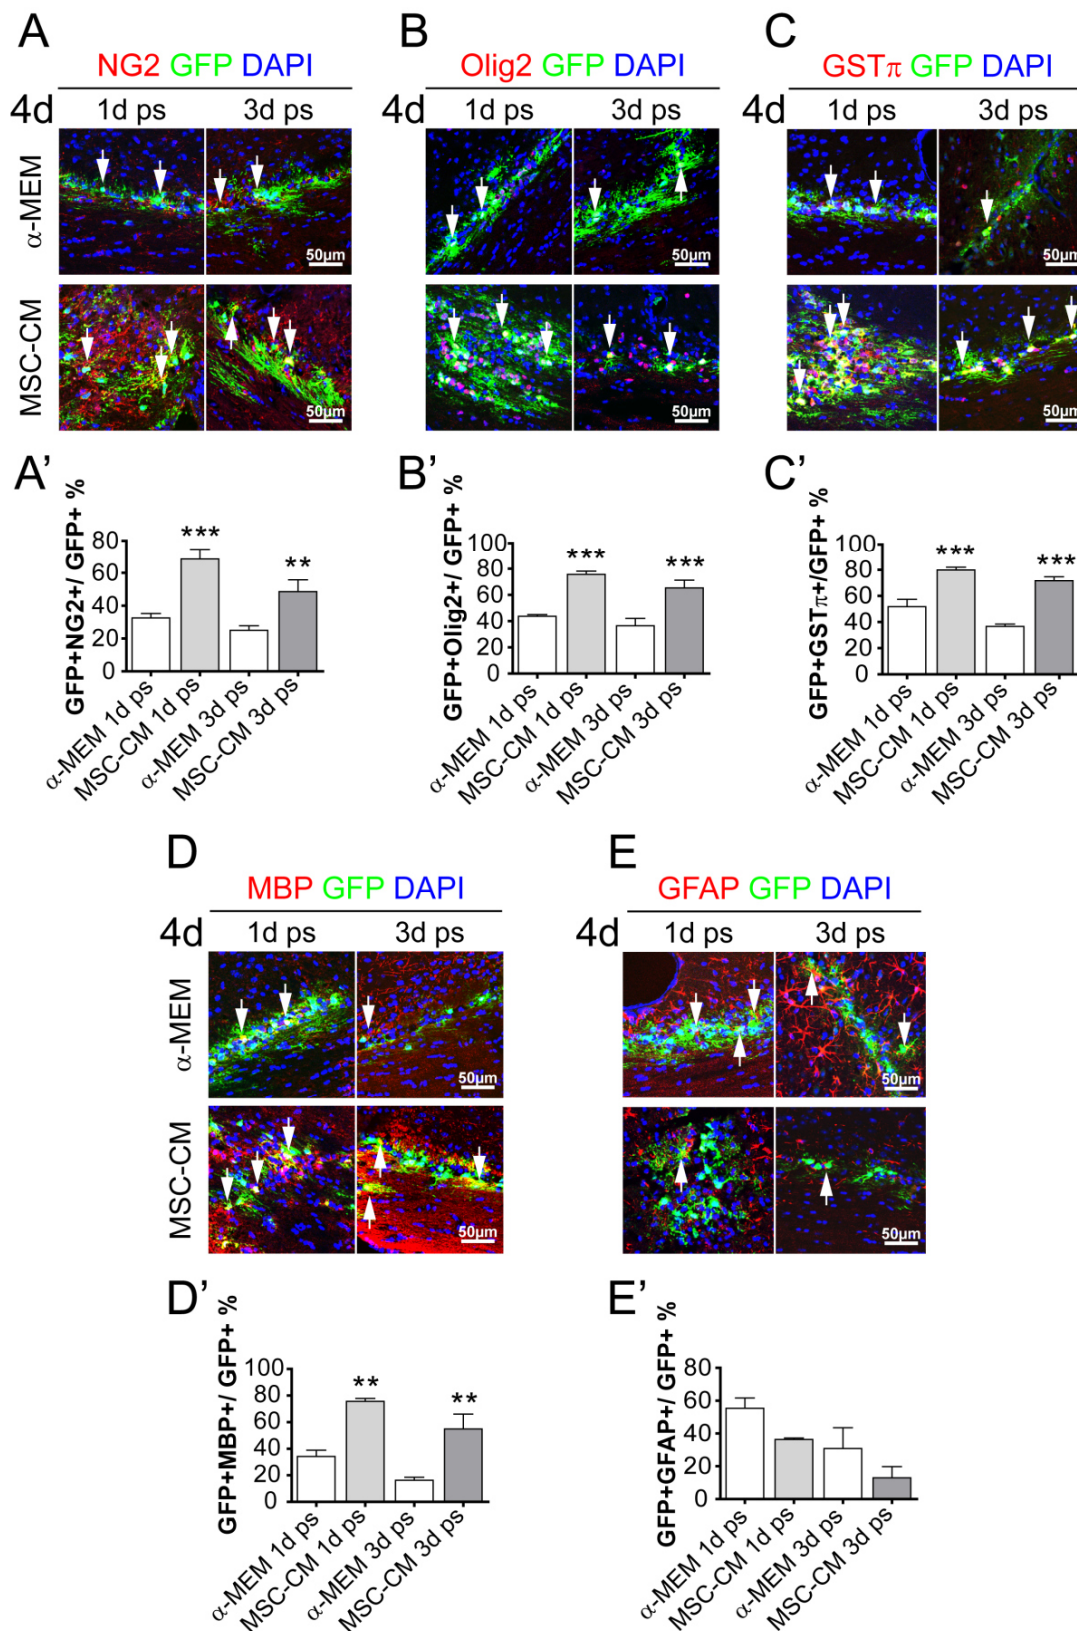 A
NG2 GFP DAPI
4d 1d ps 3d ps
α-MEM
50µm
MSC-CM
50µm
B
Olig2 GFP DAPI
4d 1d ps 3d ps
50µm
50µm
C
GSTπ GFP DAPI
4d 1d ps 3d ps
50µm
50µm
A'
GFP+NG2+/ GFP+ %
80
60
40
20
0
*** **
α-MEM 1d ps
MSC-CM 1d ps
α-MEM 3d ps
MSC-CM 3d ps
B'
GFP+Olig2+/ GFP+ %
100
80
60
40
20
0
*** ***
α-MEM 1d ps
MSC-CM 1d ps
α-MEM 3d ps
MSC-CM 3d ps
C'
GFP+GSTπ+/GFP+ %
100
80
60
40
20
0
*** ***
α-MEM 1d ps
MSC-CM 1d ps
α-MEM 3d ps
MSC-CM 3d ps
D
MBP GFP DAPI
4d 1d ps 3d ps
α-MEM
50µm
MSC-CM
50µm
E
GFAP GFP DAPI
4d 1d ps 3d ps
50µm
50µm
D'
GFP+MBP+/ GFP+ %
100
80
60
40
20
0
** **
α-MEM 1d ps
MSC-CM 1d ps
α-MEM 3d ps
MSC-CM 3d ps
E'
GFP+GFAP+/ GFP+ %
80
60
40
20
0
α-MEM 1d ps
MSC-CM 1d ps
α-MEM 3d ps
MSC-CM 3d ps